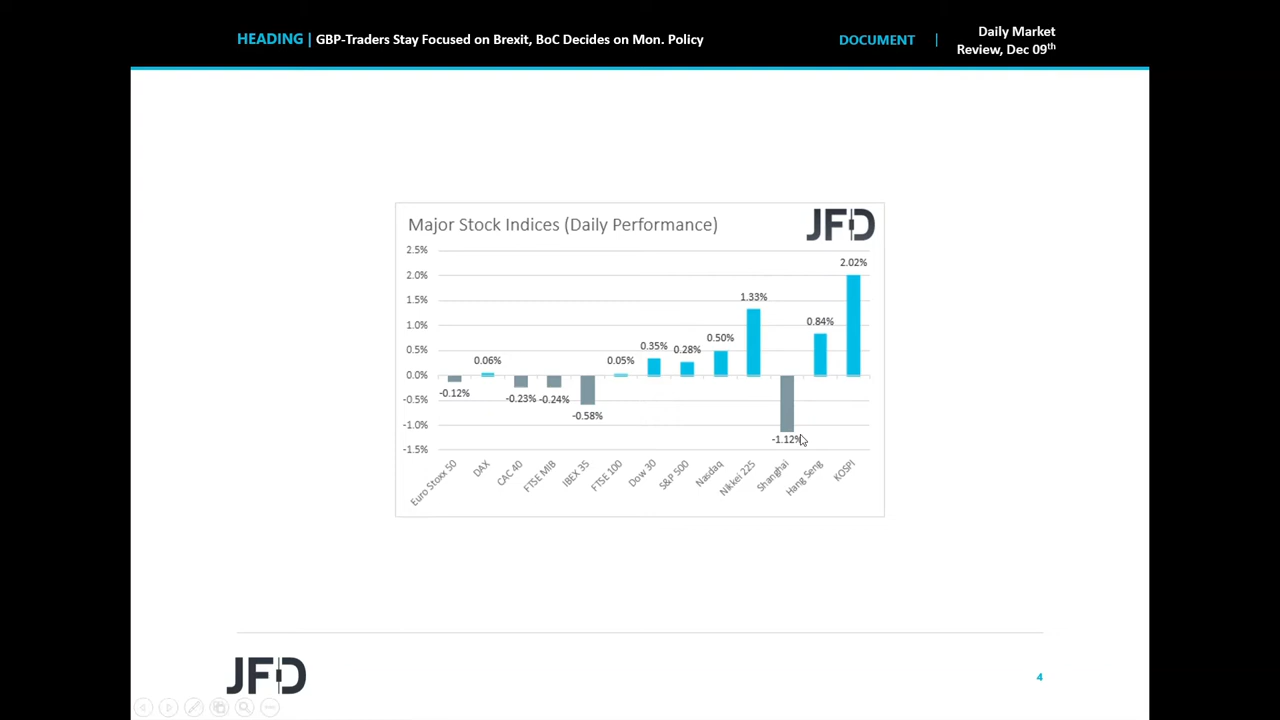 HEADING | GBP-Traders Stay Focused on Brexit, BoC Decides on Mon. Policy
DOCUMENT |
Daily Market
Review, Dec 09th
Major Stock Indices (Daily Performance)
JFD
2.5%
2.0%
1.5%
1.0%
0.5%
0.0%
-0.5%
-1.0%
-1.5%
-0.12%
0.06%
-0.23%
-0.24%
-0.58%
0.05%
0.35%
0.28%
0.50%
1.33%
-1.12%
0.84%
2.02%
Euro Stoxx 50
DAX
CAC 40
FTSE MIB
IBEX 35
FTSE 100
Dow 30
S&P 500
Nasdaq
Nikkei 225
Shanghai
Hang Seng
KOSPI
JFD
4